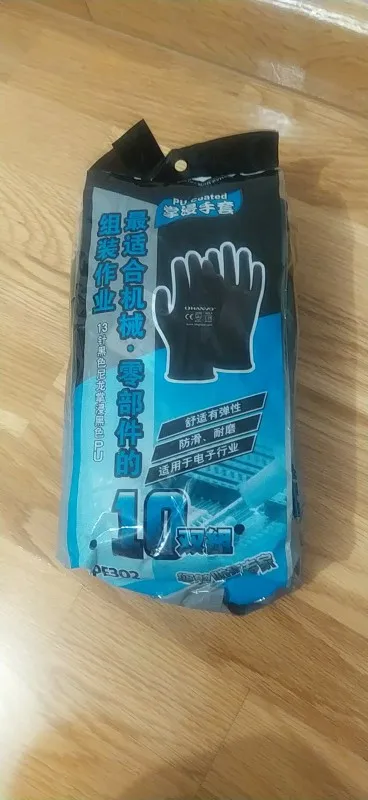 PU Coated
掌浸手套
最适合机械·零部件的
组装作业
13针黑色尼龙掌浸黑色PU
CE
舒适有弹性
防滑、耐磨
适用于电子行业
10双组
PE302